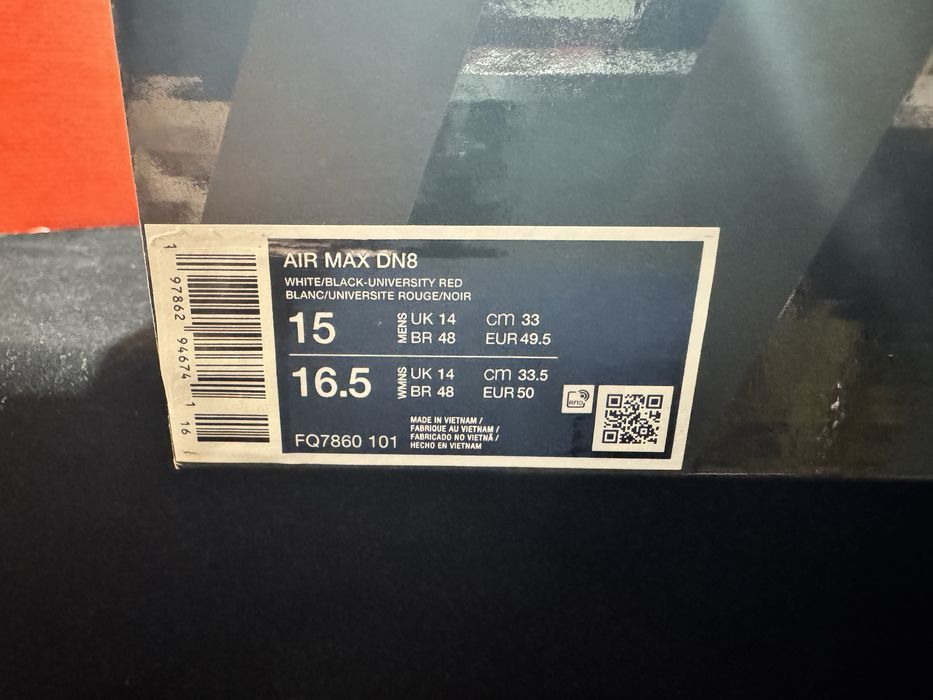 1 97862 94674 1 16
AIR MAX DN8
WHITE/BLACK-UNIVERSITY RED
BLANC/UNIVERSITE ROUGE/NOIR
15 MENS UK 14 cm 33
BR 48 EUR 49.5
16.5 WMNS UK 14 cm 33.5
BR 48 EUR 50
RFID
FQ7860 101
MADE IN VIETNAM /
FABRIQUE AU VIETNAM /
FABRICADO NO VIETNÃ /
HECHO EN VIETNAM